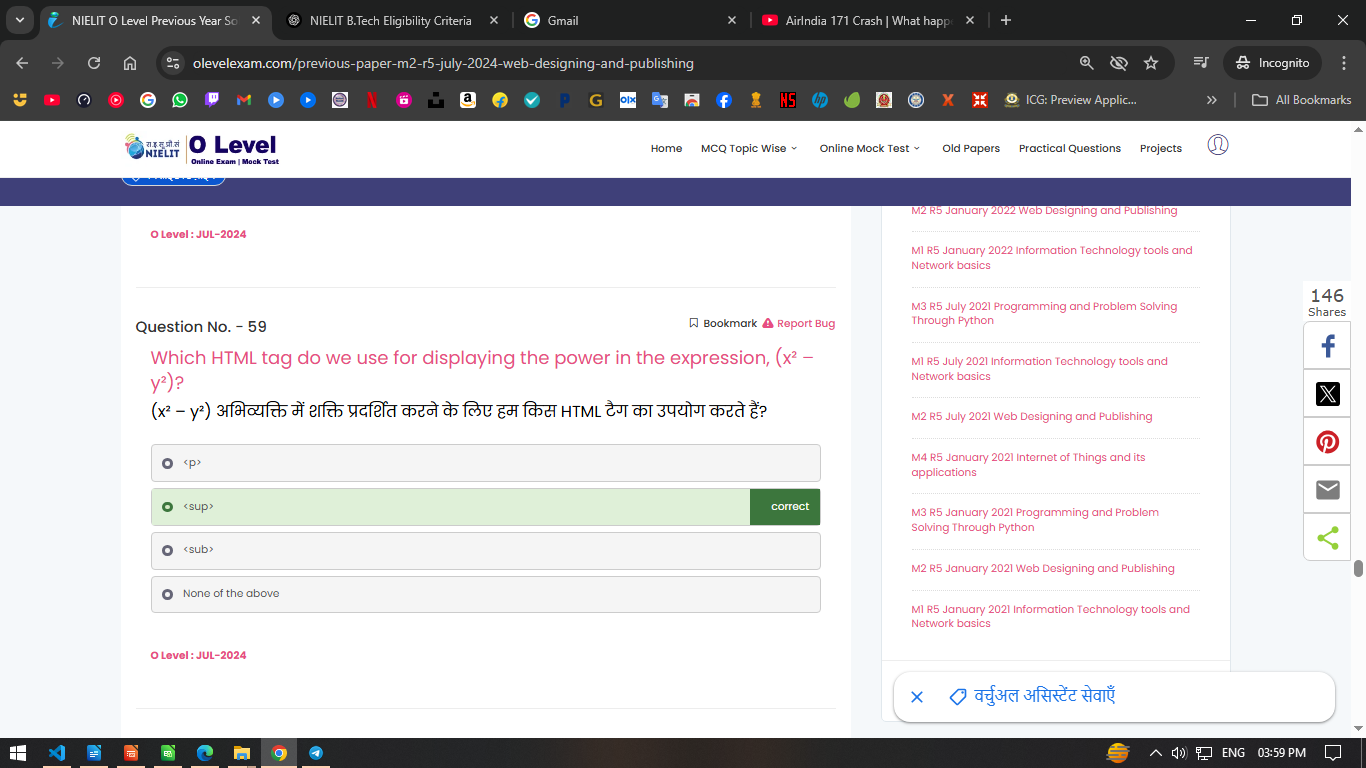 NIELIT O Level Previous Year So
NIELIT B.Tech Eligibility Criteria
Gmail
AirIndia 171 Crash | What happe
olevelexam.com/previous-paper-m2-r5-july-2024-web-designing-and-publishing
Incognito
ICG: Preview Applic...
All Bookmarks
रा.इ.सू.प्रौ.सं
NIELIT
O Level
Online Exam | Mock Test
Home
MCQ Topic Wise
Online Mock Test
Old Papers
Practical Questions
Projects
O Level : JUL-2024
Question No. - 59
Bookmark
Report Bug
Which HTML tag do we use for displaying the power in the expression, (x² –
y²)?
(x² – y²) अभिव्यक्ति में शक्ति प्रदर्शित करने के लिए हम किस HTML टैग का उपयोग करते हैं?
<p>
<sup>
correct
<sub>
None of the above
O Level : JUL-2024
M2 R5 January 2022 Web Designing and Publishing
M1 R5 January 2022 Information Technology tools and
Network basics
M3 R5 July 2021 Programming and Problem Solving
Through Python
M1 R5 July 2021 Information Technology tools and
Network basics
M2 R5 July 2021 Web Designing and Publishing
M4 R5 January 2021 Internet of Things and its
applications
M3 R5 January 2021 Programming and Problem
Solving Through Python
M2 R5 January 2021 Web Designing and Publishing
M1 R5 January 2021 Information Technology tools and
Network basics
146
Shares
वर्चुअल असिस्टेंट सेवाएँ
ENG
03:59 PM